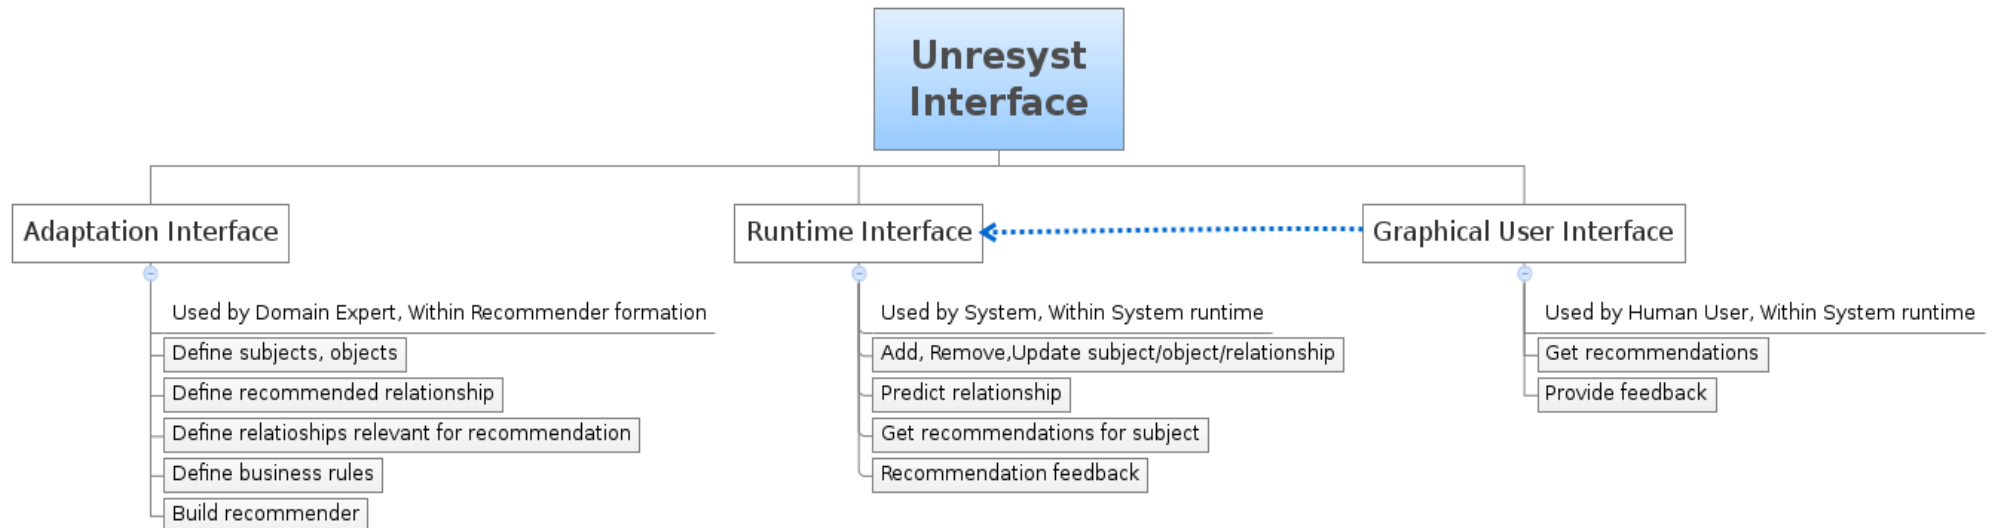 Unresyst
Interface
Adaptation Interface
Used by Domain Expert, Within Recommender formation
Define subjects, objects
Define recommended relationship
Define relatioships relevant for recommendation
Define business rules
Build recommender
Runtime Interface
Used by System, Within System runtime
Add, Remove,Update subject/object/relationship
Predict relationship
Get recommendations for subject
Recommendation feedback
Graphical User Interface
Used by Human User, Within System runtime
Get recommendations
Provide feedback